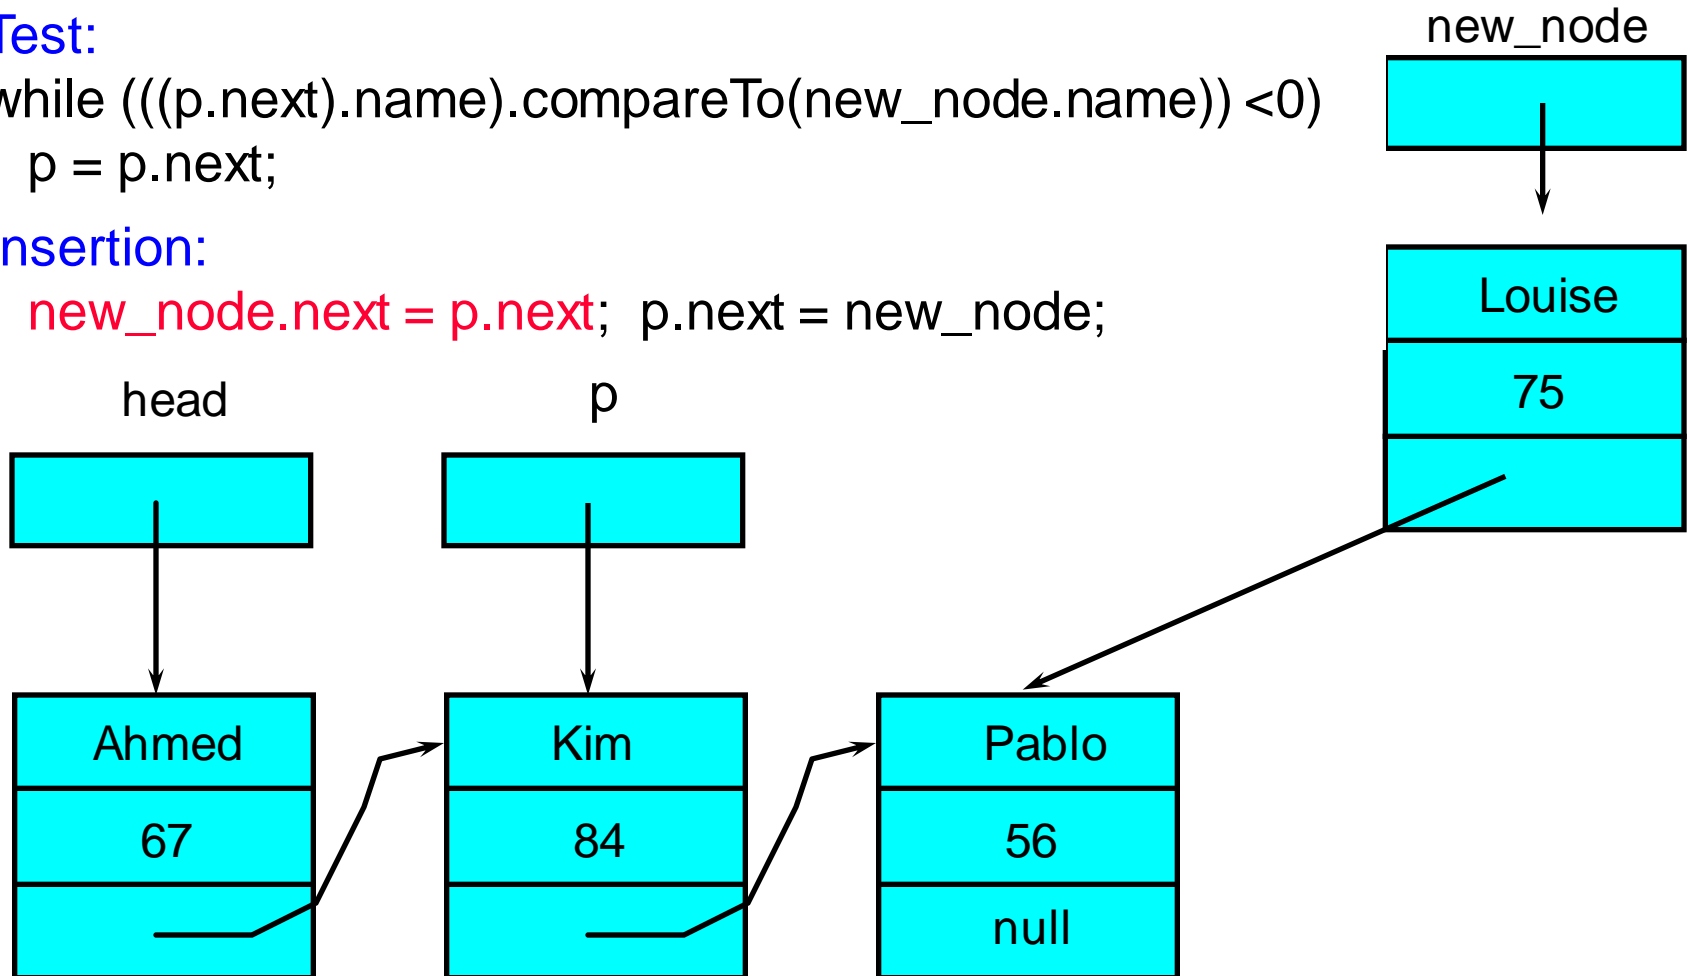 Test:
while (((p.next).name).compareTo(new_node.name)) <0)
p = p.next;
Insertion:
new_node.next = p.next; p.next = new_node;
new_node
Louise
75
head
p
Ahmed
67
Kim
84
Pablo
56
null